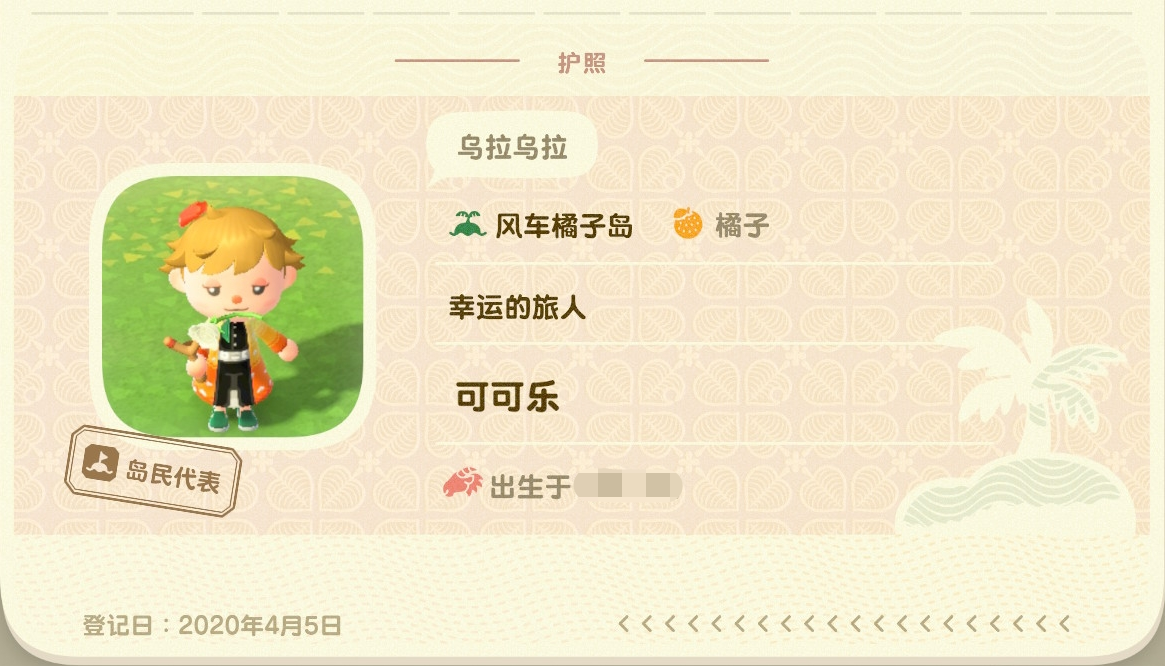 护照
乌拉乌拉
风车橘子岛 橘子
幸运的旅人
可可乐
出生于
岛民代表
登记日：2020年4月5日